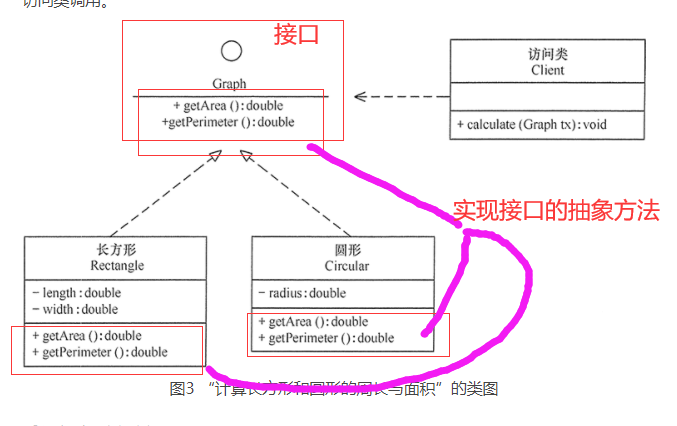 访问类调用。
接口
Graph
+ getArea ():double
+getPerimeter ():double
访问类
Client
+ calculate (Graph tx):void
实现接口的抽象方法
长方形
Rectangle
- length:double
- width:double
+ getArea ():double
+ getPerimeter ():double
圆形
Circular
- radius:double
+ getArea ():double
+ getPerimeter ():double
图3 “计算长方形和圆形的周长与面积”的类图